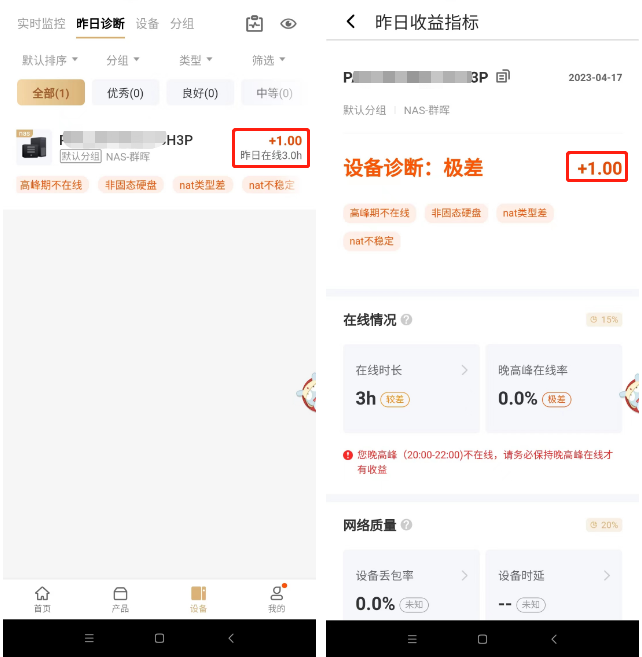 实时监控 昨日诊断 设备 分组
默认排序 分组 类型 筛选
全部(1) 优秀(0) 良好(0) 中等(0)
nas
H3P
+1.00
默认分组 NAS-群晖
昨日在线3.0h
高峰期不在线 非固态硬盘 nat类型差 nat不稳定
首页 产品 设备 我的
昨日收益指标
3P
2023-04-17
默认分组 NAS-群晖
设备诊断：极差 +1.00
高峰期不在线 非固态硬盘 nat类型差
nat不稳定
在线情况 15%
在线时长 晚高峰在线率
3h 较差 0.0% 极差
您晚高峰（20:00-22:00)不在线，请务必保持晚高峰在线才
有收益
网络质量 20%
设备丢包率 设备时延
0.0% 未知 -- 未知